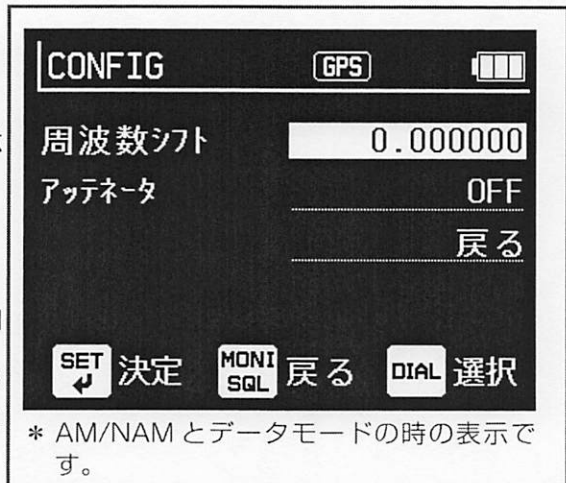 CONFIG GPS
周波数ｼﾌﾄ 0.000000
ｱｯﾃﾈｰﾀ OFF
戻る
SET 決定 MONI SQL 戻る DIAL 選択
* AM/NAM とデータモードの時の表示で
す。